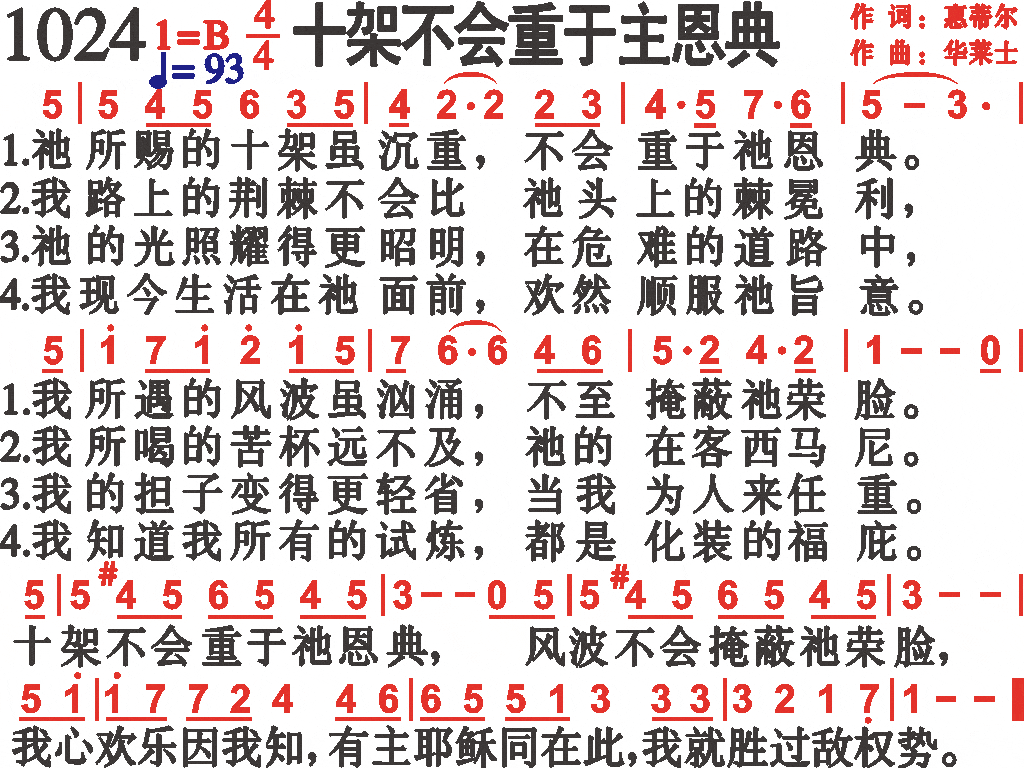 1024 1=B 4/4 十架不会重于主恩典 作 词：惠蒂尔
♩=93 作 曲：华莱士
5 | 5 4 5 6 3 5 | 4 2·2 2 3 | 4·5 7·6 | 5 － 3· |
1.祂所赐的十架虽沉重，不会重于祂恩典。
2.我路上的荆棘不会比 祂头上的棘冕利，
3.祂的光照耀得更昭明，在危难的道路中，
4.我现今生活在祂面前，欢然顺服祂旨意。
5 | i 7 i 2̇ i 5 | 7 6·6 4 6 | 5·2 4·2 | 1 － － 0 |
1.我所遇的风波虽汹涌，不至掩蔽祂荣脸。
2.我所喝的苦杯远不及，祂的在客西马尼。
3.我的担子变得更轻省，当我为人来任重。
4.我知道我所有的试炼，都是化装的福庇。
5 | 5 #4 5 6 5 4 5 | 3 － － 0 5 | 5 #4 5 6 5 4 5 | 3 － － |
十架不会重于祂恩典，风波不会掩蔽祂荣脸，
5 i | i 7 7 2 4 4 6 | 6 5 5 1 3 3 3 | 3 2 1 7̣ | 1 － －
我心欢乐因我知，有主耶稣同在此，我就胜过敌权势。